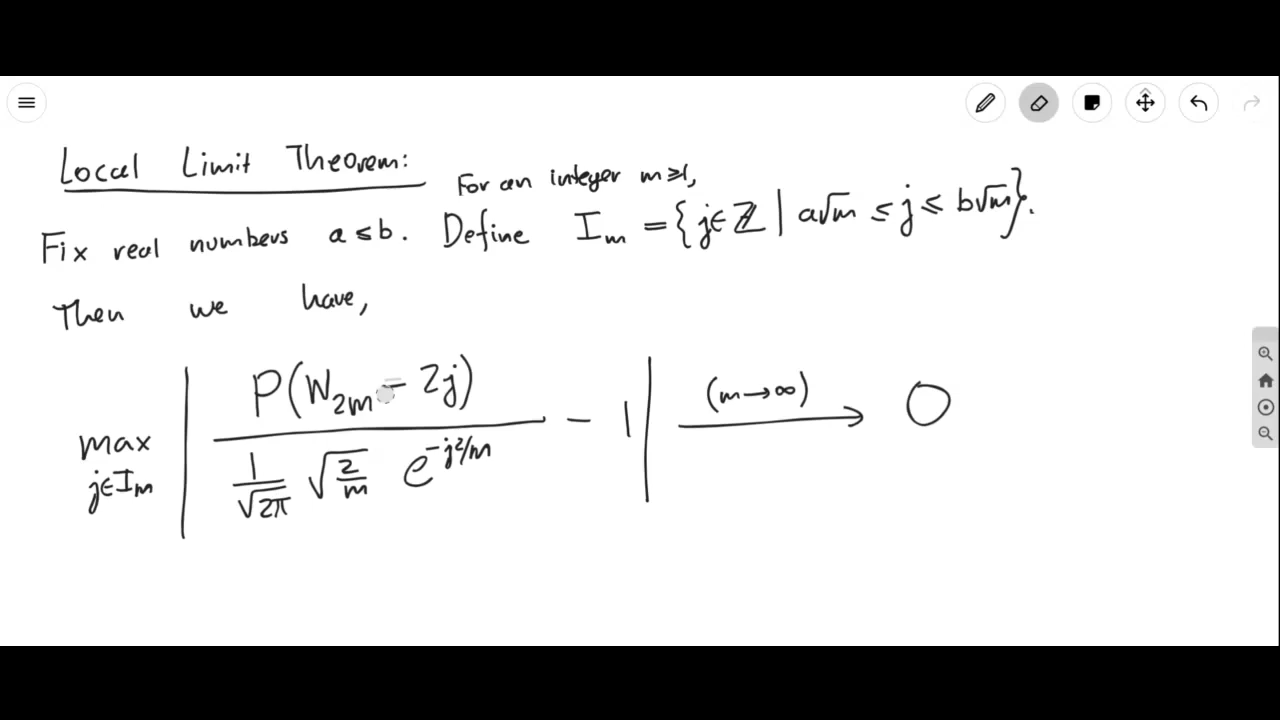 Local Limit Theorem:
For an integer m ≥ 1,
Fix real numbers a ≤ b. Define I_m = {j ∈ ℤ | a√m ≤ j ≤ b√m}.
Then we have,
max_{j∈I_m} | P(W_{2m} - 2j) / (1/√(2π) √(2/m) e^{-j²/m}) - 1 | →(m→∞) 0